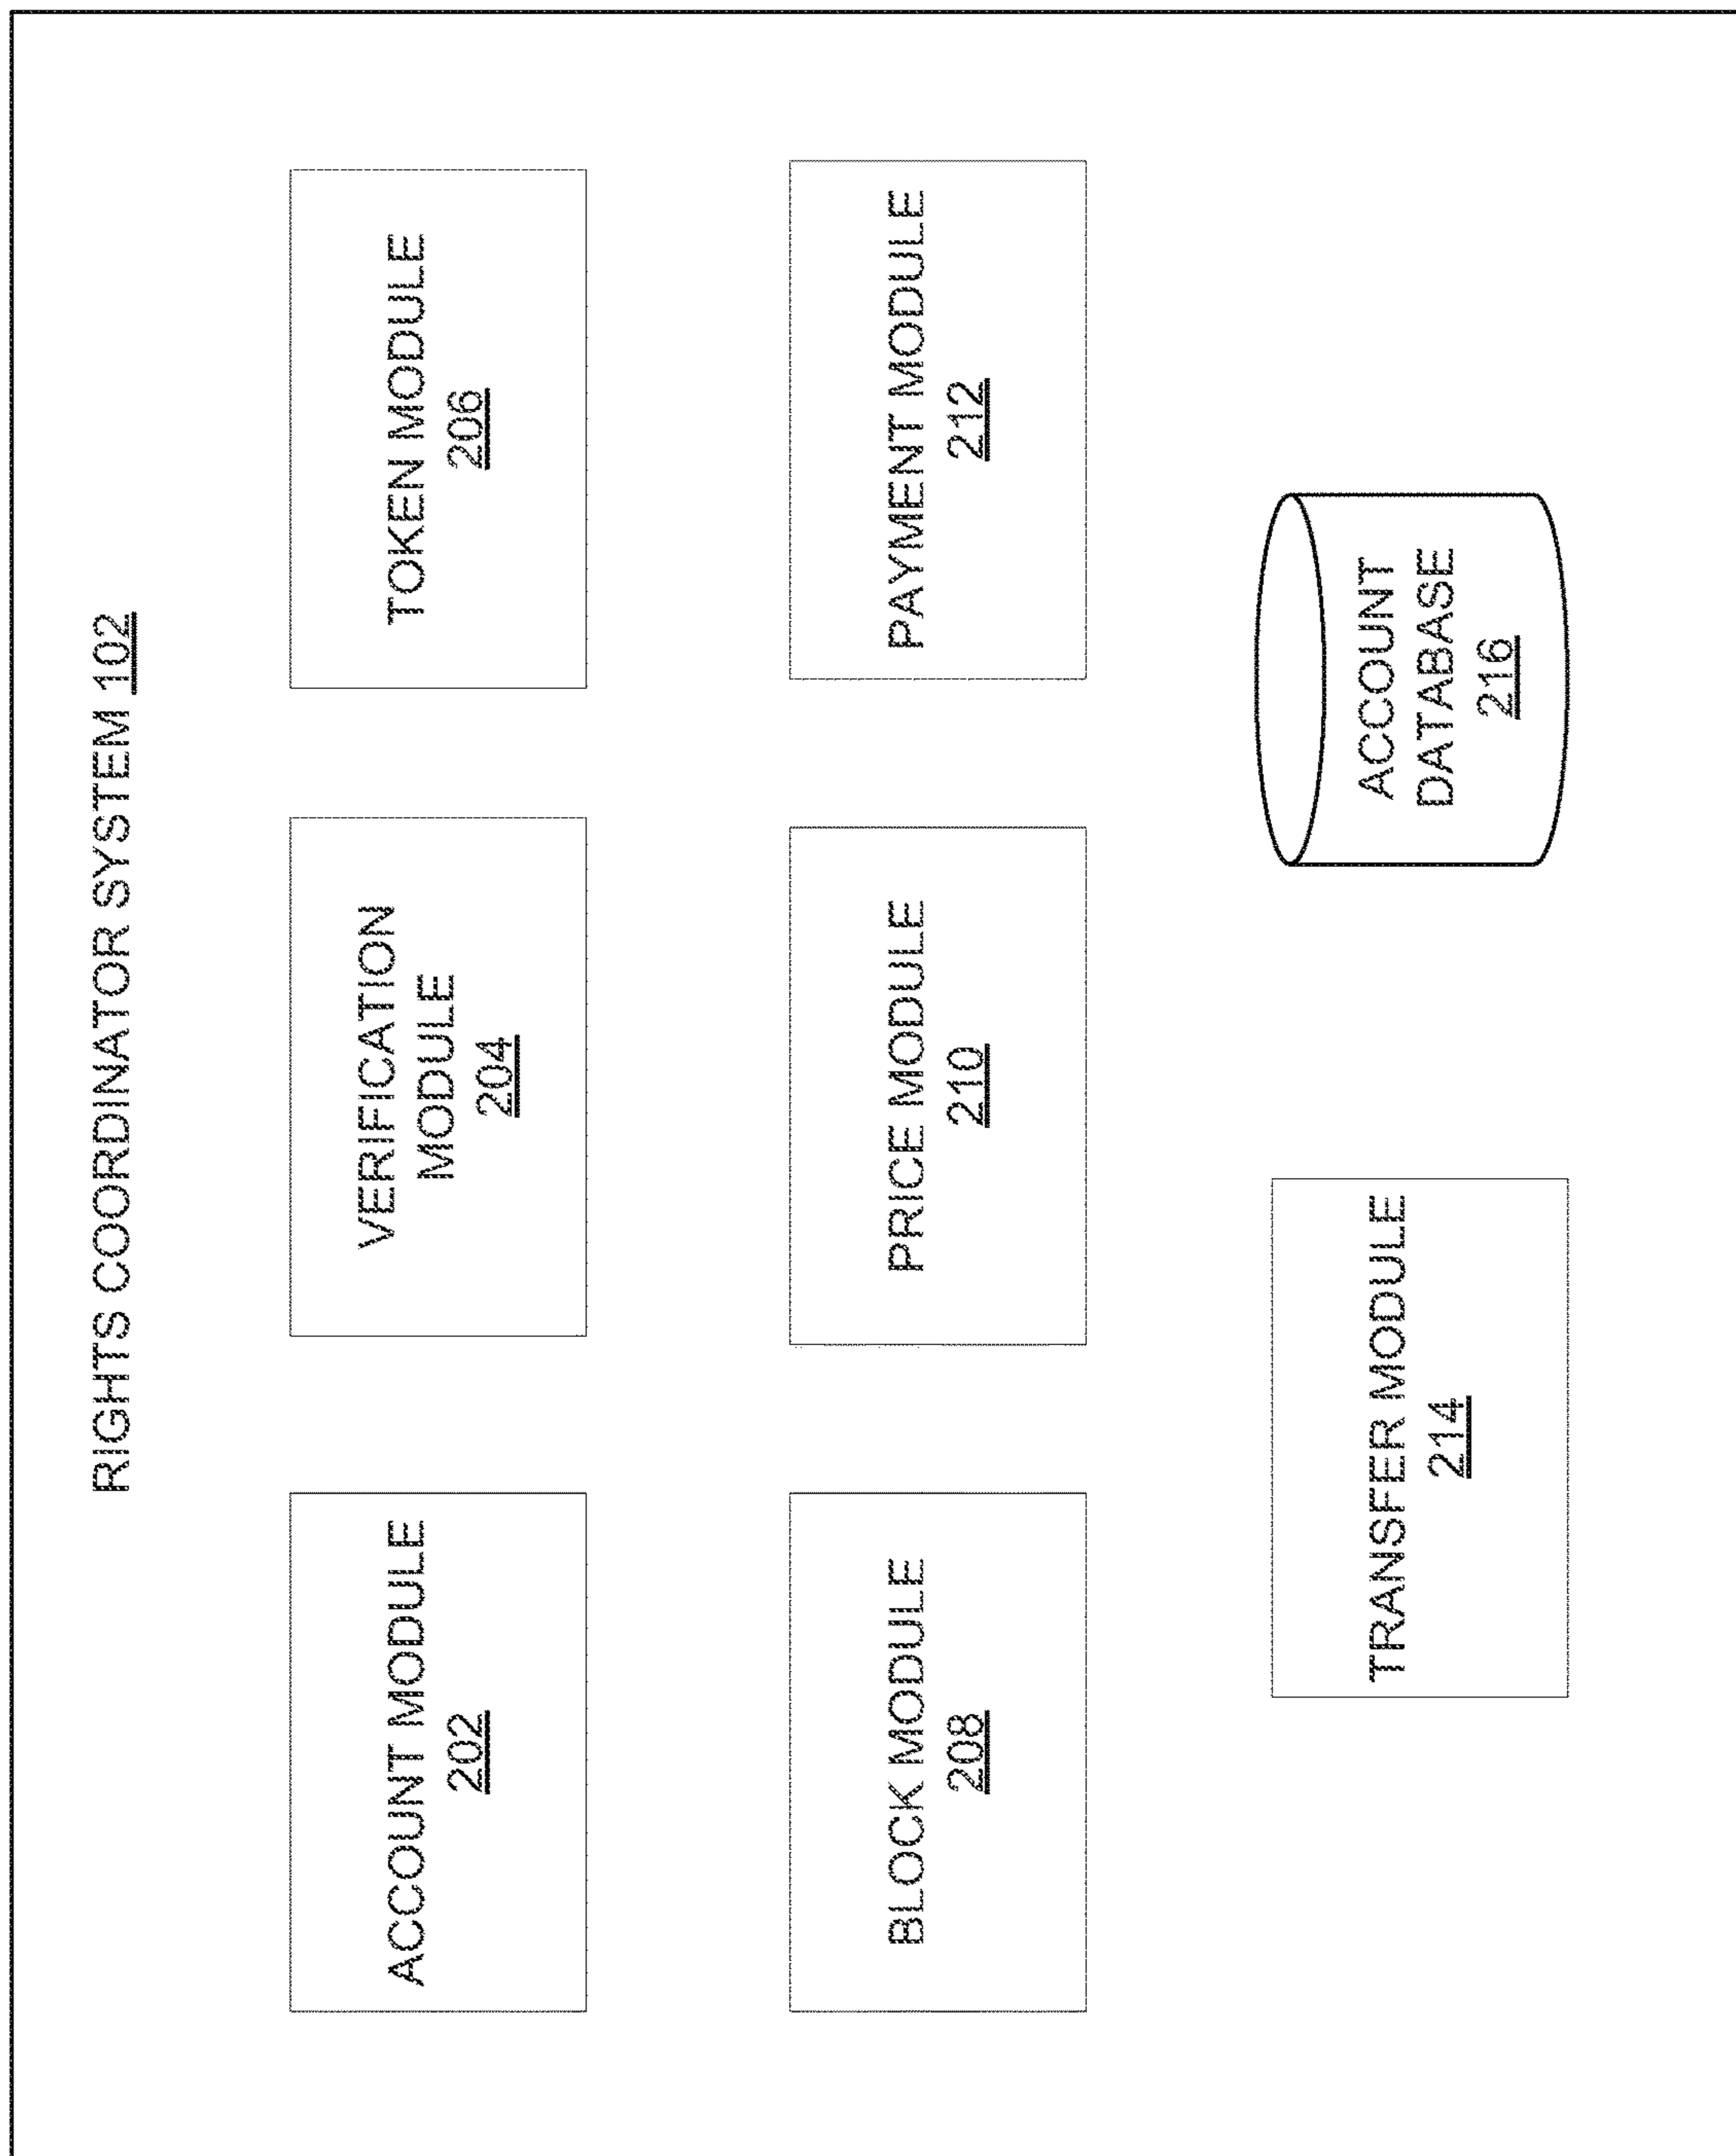 RIGHTS COORDINATOR SYSTEM 102
ACCOUNT MODULE
202
VERIFICATION
MODULE
204
TOKEN MODULE
206
BLOCK MODULE
208
PRICE MODULE
210
PAYMENT MODULE
212
TRANSFER MODULE
214
ACCOUNT
DATABASE
216